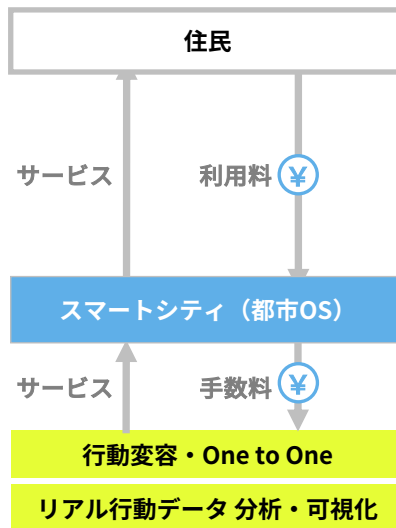 住民
サービス
利用料 ¥
スマートシティ（都市OS）
サービス
手数料 ¥
行動変容・One to One
リアル行動データ 分析・可視化